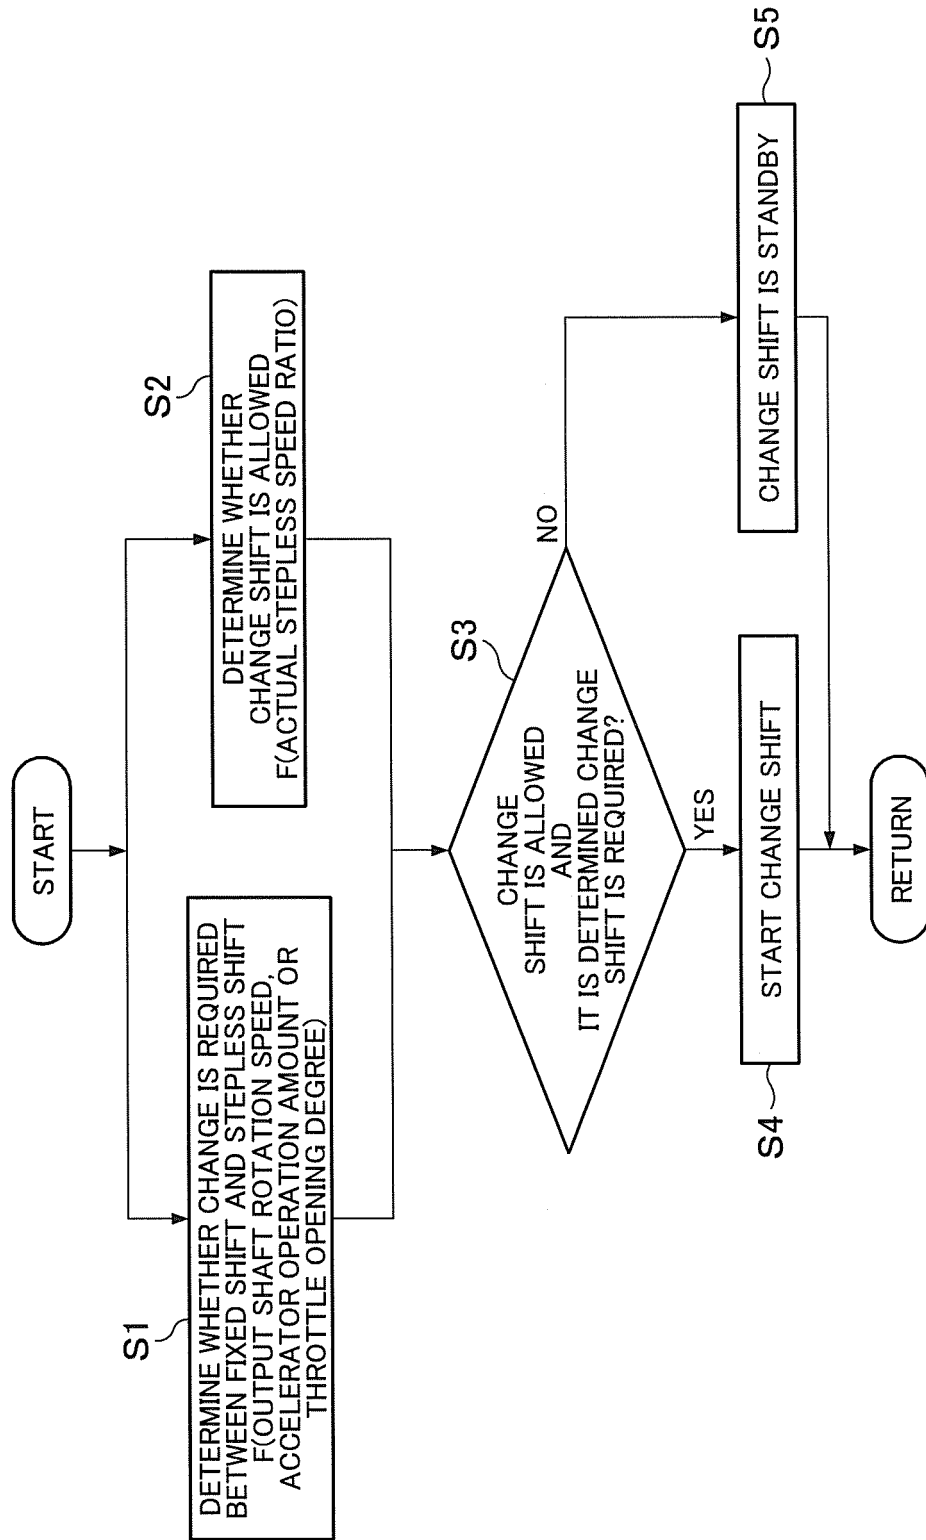 START
S1
DETERMINE WHETHER CHANGE IS REQUIRED
BETWEEN FIXED SHIFT AND STEPLESS SHIFT
F(OUTPUT SHAFT ROTATION SPEED,
ACCELERATOR OPERATION AMOUNT OR
THROTTLE OPENING DEGREE)
S2
DETERMINE WHETHER
CHANGE SHIFT IS ALLOWED
F(ACTUAL STEPLESS SPEED RATIO)
S3
CHANGE
SHIFT IS ALLOWED
AND
IT IS DETERMINED CHANGE
SHIFT IS REQUIRED?
NO
YES
S4
START CHANGE SHIFT
S5
CHANGE SHIFT IS STANDBY
RETURN